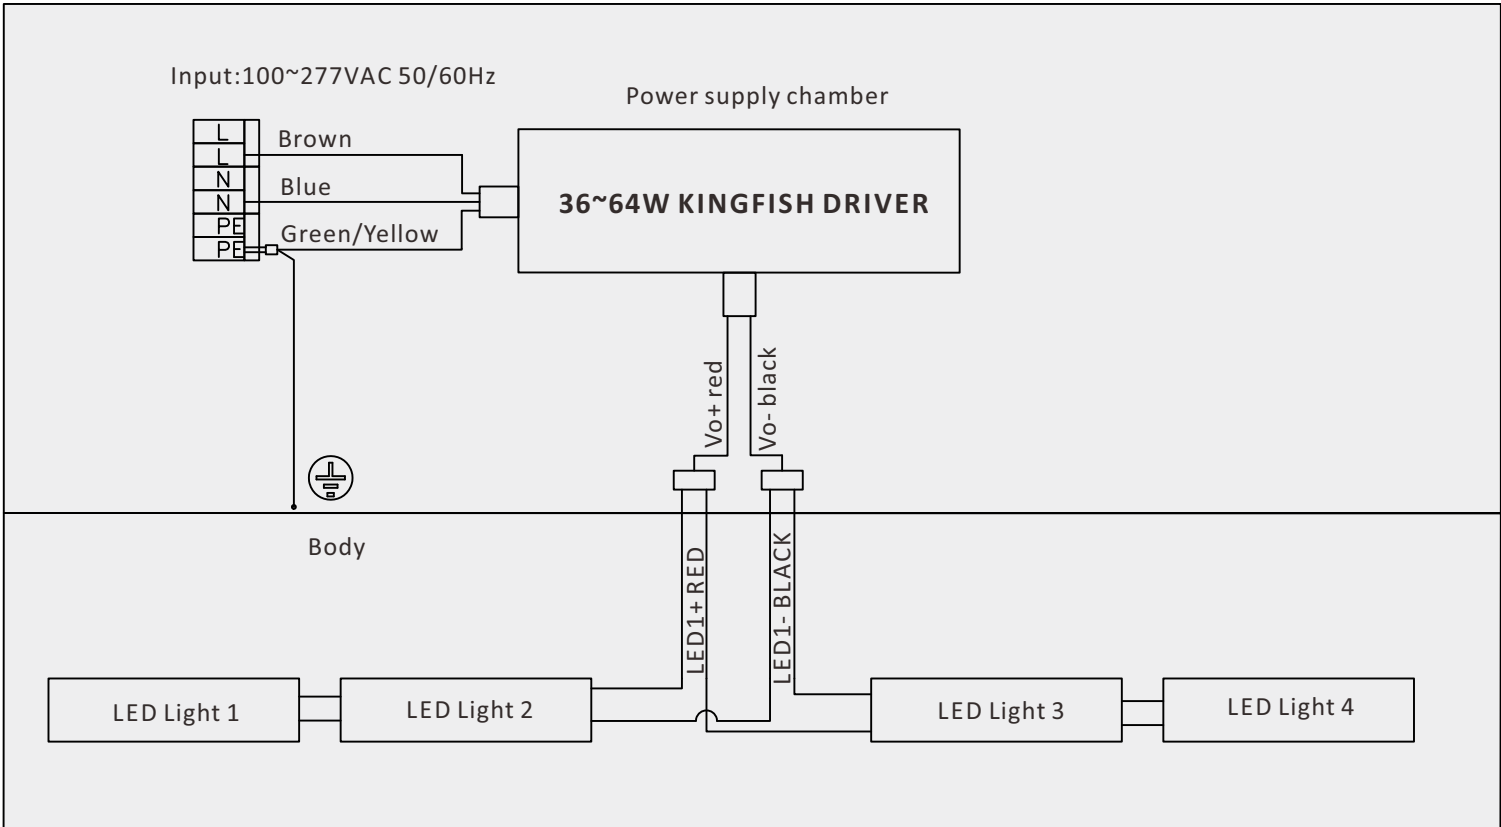 Input:100~277VAC 50/60Hz
Power supply chamber
L
L
N
N
PE
PE
Brown
Blue
Green/Yellow
36~64W KINGFISH DRIVER
Vo+ red
Vo- black
Body
LED1+ RED
LED1- BLACK
LED Light 1
LED Light 2
LED Light 3
LED Light 4